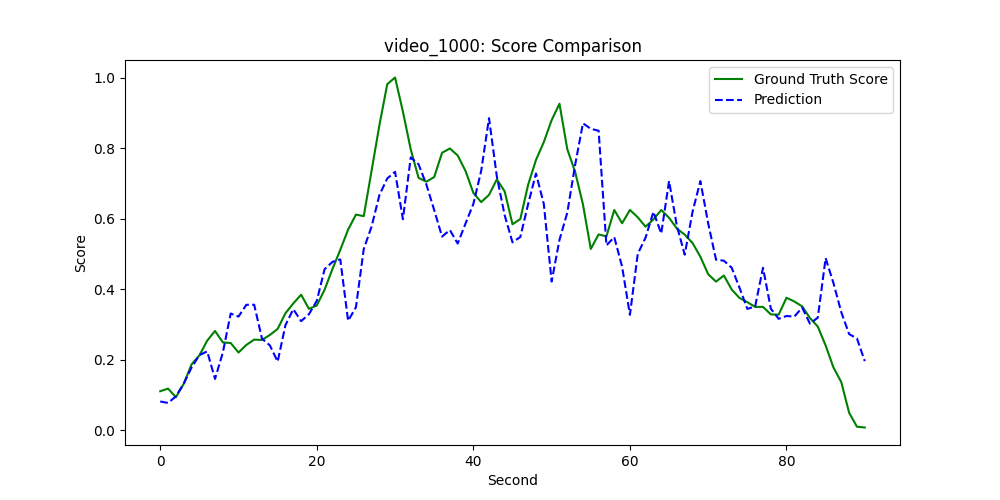 video_1000: Score Comparison
Ground Truth Score
Prediction
Score
1.0
0.8
0.6
0.4
0.2
0.0
0 20 40 60 80
Second